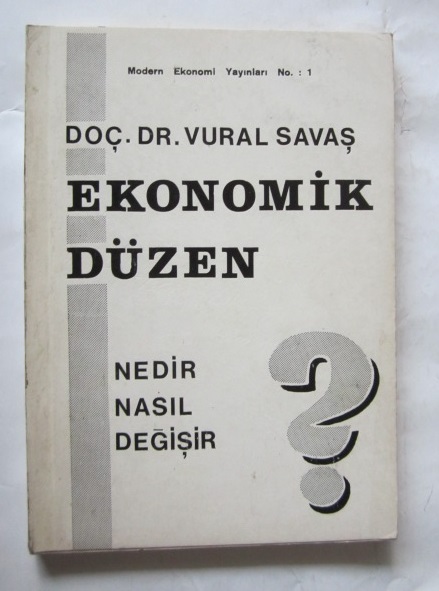 Modern Ekonomi Yayınları No. : 1
DOÇ. DR. VURAL SAVAŞ
EKONOMİK
DÜZEN
NEDİR
NASIL
DEĞİŞİR
?